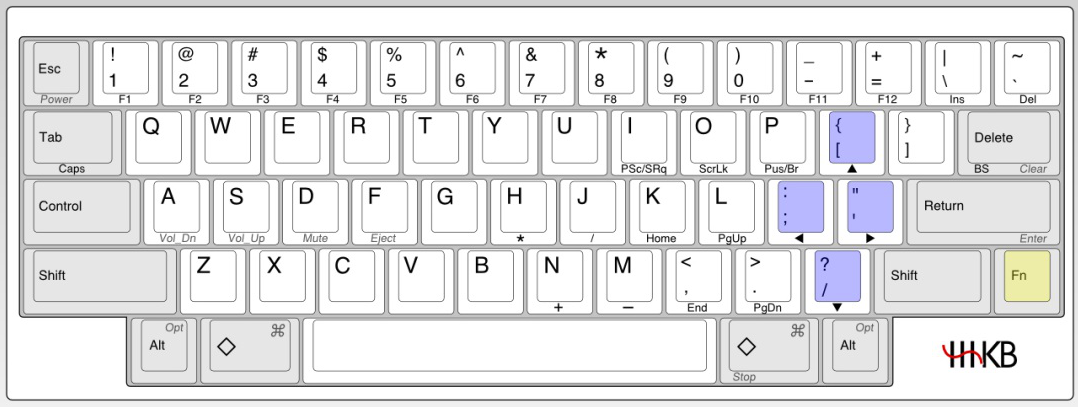 Esc ! 1 @ 2 # 3 $ 4 % 5 ^ 6 & 7 * 8 ( 9 ) 0 _ - + = | \ ~ `
Power F1 F2 F3 F4 F5 F6 F7 F8 F9 F10 F11 F12 Ins Del
Tab Q W E R T Y U I O P { [ } ] Delete
Caps PSc/SRq ScrLk Pus/Br ▲ BS Clear
Control A S D F G H J K L : ; " ' Return
Vol_Dn Vol_Up Mute Eject * / Home PgUp ◀ ▶ Enter
Shift Z X C V B N M < , > . ? / Shift Fn
+ – End PgDn ▼
Alt Opt ◇ ⌘ ◇ ⌘ Alt Opt
Stop
HHKB